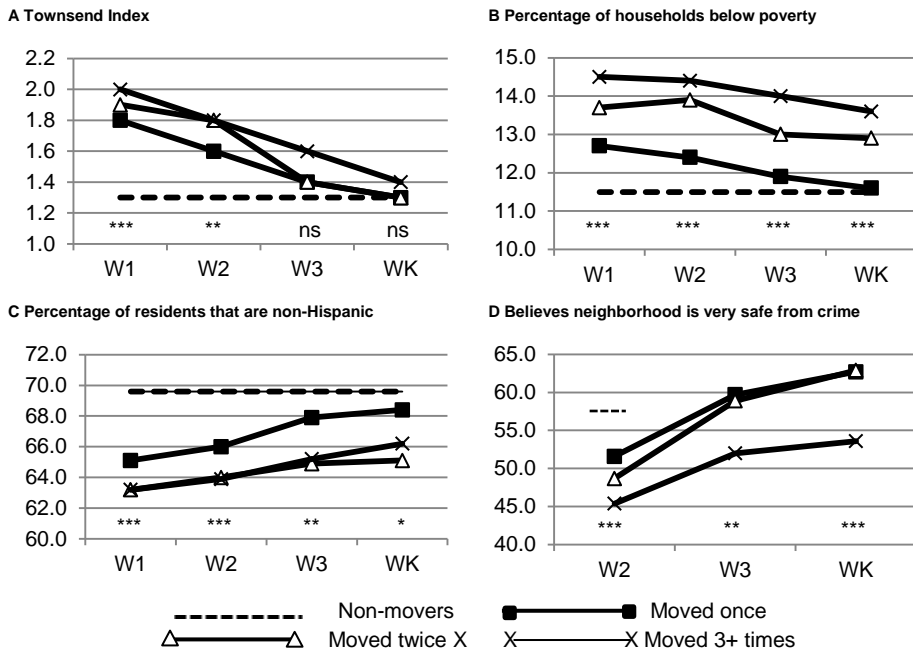 A Townsend Index
2.2
2.0
1.8
1.6
1.4
1.2
1.0
*** ** ns ns
W1 W2 W3 WK
B Percentage of households below poverty
15.0
14.0
13.0
12.0
11.0
10.0
*** *** *** ***
W1 W2 W3 WK
C Percentage of residents that are non-Hispanic
72.0
70.0
68.0
66.0
64.0
62.0
60.0
*** *** ** *
W1 W2 W3 WK
D Believes neighborhood is very safe from crime
65.0
60.0
55.0
50.0
45.0
40.0
*** ** ***
W2 W3 WK
Non-movers Moved once
Moved twice X Moved 3+ times